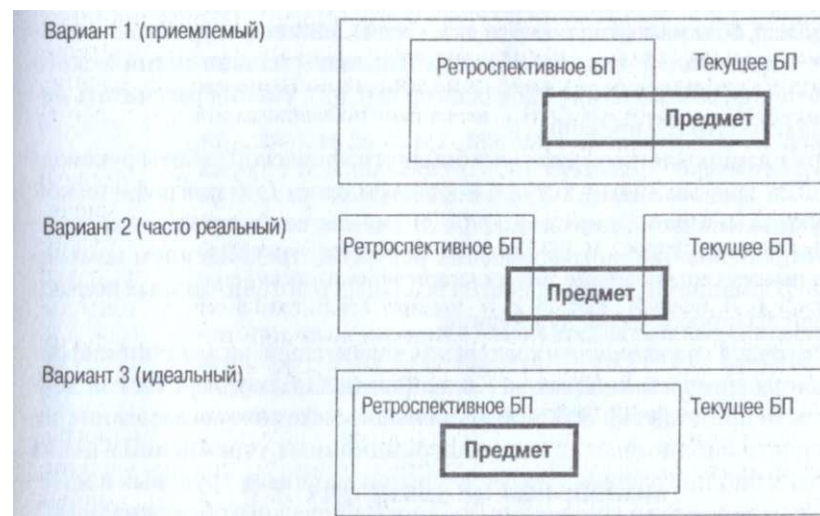 Вариант 1 (приемлемый)
Ретроспективное БП Текущее БП
Предмет
Вариант 2 (часто реальный)
Ретроспективное БП Текущее БП
Предмет
Вариант 3 (идеальный)
Ретроспективное БП Текущее БП
Предмет